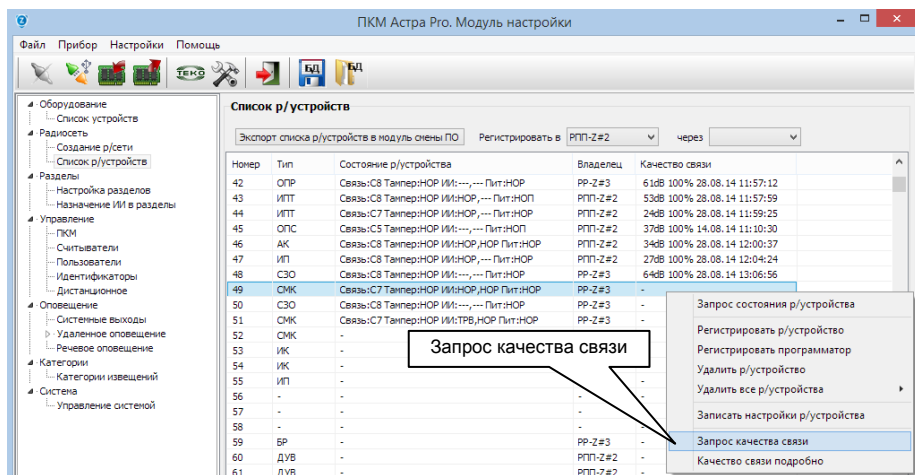 ПКМ Астра Pro. Модуль настройки
Файл Прибор Настройки Помощь
TEKO БД БД
Оборудование
Список устройств
Радиосеть
Создание р/сети
Список р/устройств
Разделы
Настройка разделов
Назначение ИИ в разделы
Управление
ПКМ
Считыватели
Пользователи
Идентификаторы
Дистанционное
Оповещение
Системные выходы
Удаленное оповещение
Речевое оповещение
Категории
Категории извещений
Система
Управление системой
Список р/устройств
Экспорт списка р/устройств в модуль смены ПО Регистрировать в РПП-Z#2 через
Номер Тип Состояние р/устройства Владелец Качество связи
42 ОПР Связь:С8 Тампер:НОР ИИ:---,--- Пит:НОР PP-Z#3 61dB 100% 28.08.14 11:57:12
43 ИПТ Связь:С8 Тампер:НОР ИИ:НОР,--- Пит:НОП РПП-Z#2 53dB 100% 28.08.14 11:57:59
44 ИПТ Связь:С7 Тампер:НОР ИИ:НОР,--- Пит:НОР РПП-Z#2 24dB 100% 28.08.14 11:59:25
45 ОПС Связь:С5 Тампер:НОР ИИ:---,--- Пит:НОП РПП-Z#2 37dB 100% 14.08.14 11:10:30
46 АК Связь:С8 Тампер:НОР ИИ:НОР,НОР Пит:НОР РПП-Z#2 34dB 100% 28.08.14 12:00:37
47 ИП Связь:С8 Тампер:НОР ИИ:НОР,--- Пит:НОР РПП-Z#2 27dB 100% 28.08.14 12:04:24
48 СЗО Связь:С8 Тампер:НОР ИИ:---,--- Пит:НОР PP-Z#3 64dB 100% 28.08.14 13:06:56
49 СМК Связь:С7 Тампер:НОР ИИ:НОР,НОР Пит:НОР PP-Z#3 -
50 СЗО Связь:С8 Тампер:НОР ИИ:---,--- Пит:НОР PP-Z#3 -
51 СМК Связь:С7 Тампер:НОР ИИ:ТРВ,НОР Пит:НОР PP-Z#3 -
52 СМК -
53 ИК -
54 ИК -
55 ИП - -
56 - - - -
57 - - - -
58 - - - -
59 БР - PP-Z#3 -
60 ДУВ - РПП-Z#2 -
61 ДУВ - РПП-Z#2 -
Запрос качества связи
Запрос состояния р/устройства
Регистрировать р/устройство
Регистрировать программатор
Удалить р/устройство
Удалить все р/устройства
Записать настройки р/устройства
Запрос качества связи
Качество связи подробно